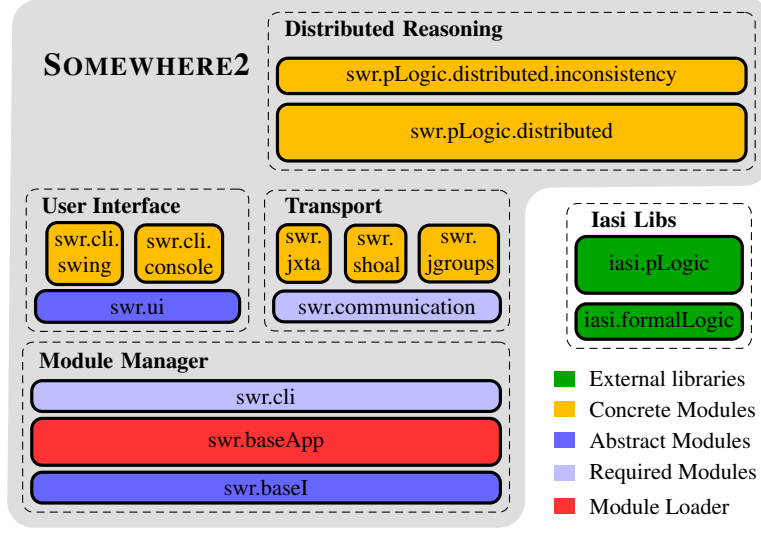 SOMEWHERE2
Distributed Reasoning
swr.pLogic.distributed.inconsistency
swr.pLogic.distributed
User Interface
swr.cli.
swing
swr.cli.
console
swr.ui
Transport
swr.
jxta
swr.
shoal
swr.
jgroups
swr.communication
Iasi Libs
iasi.pLogic
iasi.formalLogic
Module Manager
swr.cli
swr.baseApp
swr.baseI
External libraries
Concrete Modules
Abstract Modules
Required Modules
Module Loader